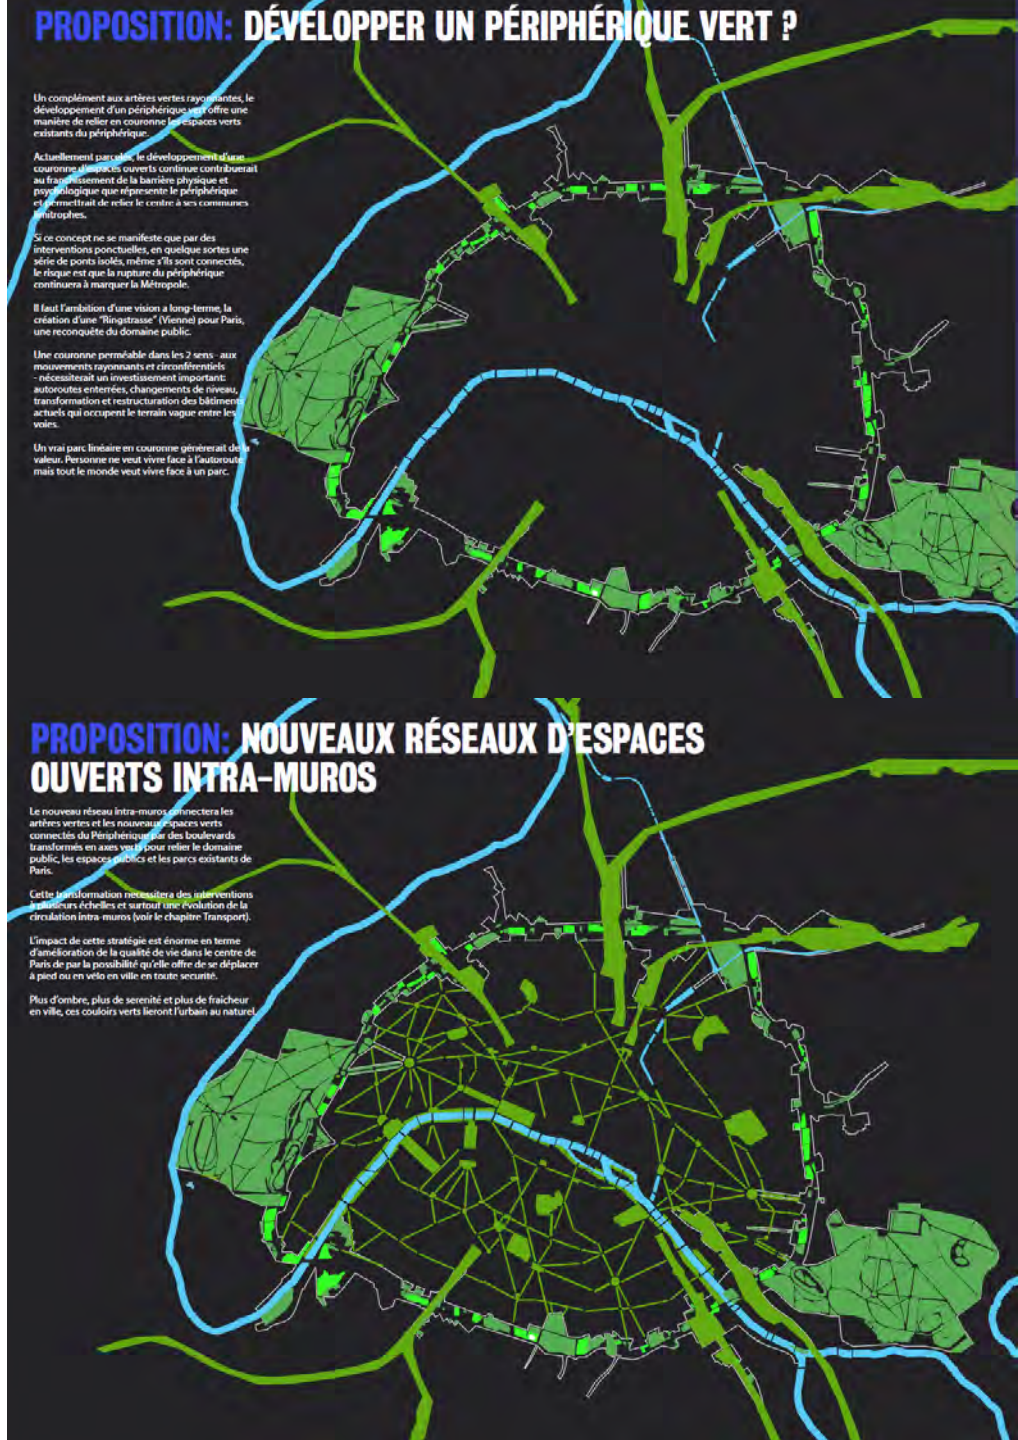 PROPOSITION: DÉVELOPPER UN PÉRIPHÉRIQUE VERT ?
Un complément aux artères vertes rayonnantes, le
développement d'un périphérique vert offre une
manière de relier en couronne les espaces verts
existants du périphérique.
Actuellement parcelés, le développement d'une
couronne d'espaces ouverts continue contribuerait
au franchissement de la barrière physique et
psychologique que répresente le périphérique
et permettrait de relier le centre à ses communes
limitrophes.
Si ce concept ne se manifeste que par des
interventions ponctuelles, en quelque sortes une
série de ponts isolés, même s'ils sont connectés,
le risque est que la rupture du périphérique
continuera à marquer la Métropole.
Il faut l'ambition d'une vision a long-terme, la
création d'une "Ringstrasse" (Vienne) pour Paris,
une reconquête du domaine public.
Une couronne perméable dans les 2 sens - aux
mouvements rayonnants et circonférentiels
- nécessiterait un investissement important:
autoroutes enterrées, changements de niveau,
transformation et restructuration des bâtiments
actuels qui occupent le terrain vague entre les
voies.
Un vrai parc linéaire en couronne génèrerait de la
valeur. Personne ne veut vivre face à l'autoroute
mais tout le monde veut vivre face à un parc.
PROPOSITION: NOUVEAUX RÉSEAUX D'ESPACES
OUVERTS INTRA-MUROS
Le nouveau réseau intra-muros connectera les
artères vertes et les nouveaux espaces verts
connectés du Périphérique par des boulevards
transformés en axes verts pour relier le domaine
public, les espaces publics et les parcs existants de
Paris.
Cette transformation necessitera des interventions
à plusieurs échelles et surtout une évolution de la
circulation intra-muros (voir le chapitre Transport).
L'impact de cette stratégie est énorme en terme
d'amélioration de la qualité de vie dans le centre de
Paris de par la possibilité qu'elle offre de se déplacer
à pied ou en vélo en ville en toute securité.
Plus d'ombre, plus de serenité et plus de fraicheur
en ville, ces couloirs verts lieront l'urbain au naturel.